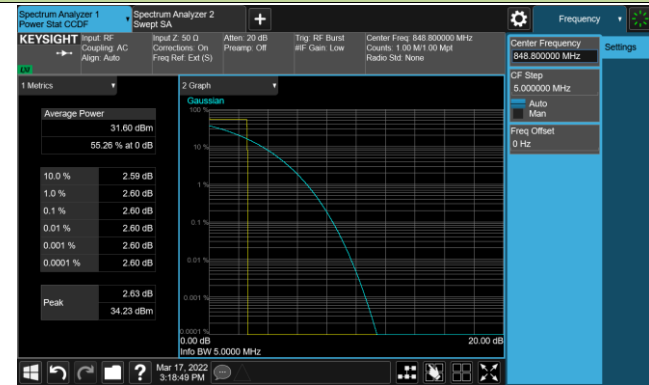 Spectrum Analyzer 1
Power Stat CCDF
Spectrum Analyzer 2
Swept SA
+
Frequency
KEYSIGHT
Input: RF
Coupling: AC
Align: Auto
Input Z: 50 Ω
Corrections: On
Freq Ref: Ext (S)
Atten: 20 dB
Preamp: Off
Trig: RF Burst
#IF Gain: Low
Center Freq: 848.800000 MHz
Counts: 1.00 M/1.00 Mpt
Radio Std: None
Center Frequency
848.800000 MHz
Settings
CF Step
5.000000 MHz
Auto
Man
Freq Offset
0 Hz
1 Metrics
Average Power
31.60 dBm
55.26 % at 0 dB
10.0 % 2.59 dB
1.0 % 2.60 dB
0.1 % 2.60 dB
0.01 % 2.60 dB
0.001 % 2.60 dB
0.0001 % 2.60 dB
Peak
2.63 dB
34.23 dBm
2 Graph
Gaussian
100 %
10 %
1 %
0.1 %
0.01 %
0.001 %
0.0001 %
0.00 dB
20.00 dB
Info BW 5.0000 MHz
?
Mar 17, 2022
3:18:49 PM